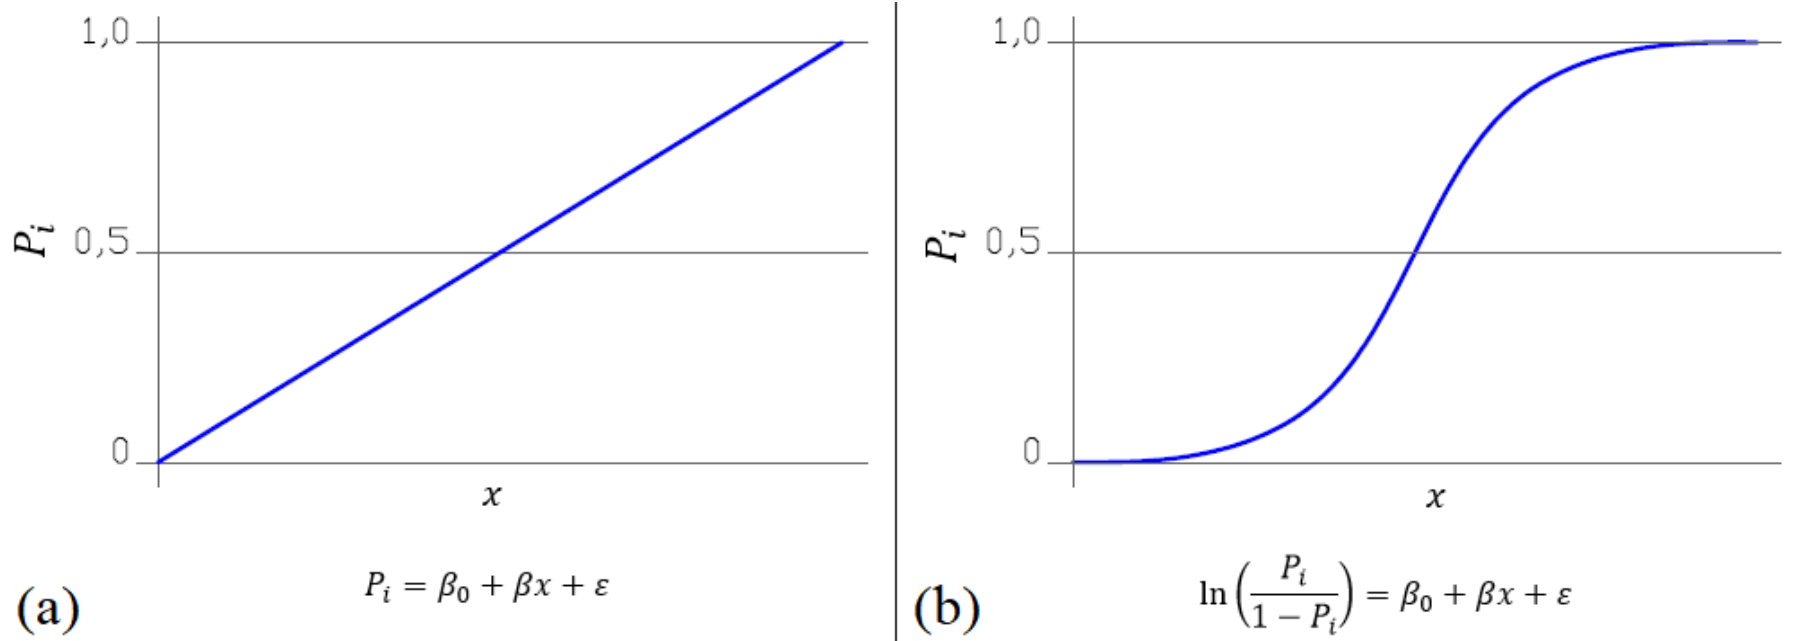 1,0
P_i
0,5
0
x
(a)
P_i = β_0 + βx + ε
1,0
P_i
0,5
0
x
(b)
ln(P_i / (1 − P_i)) = β_0 + βx + ε